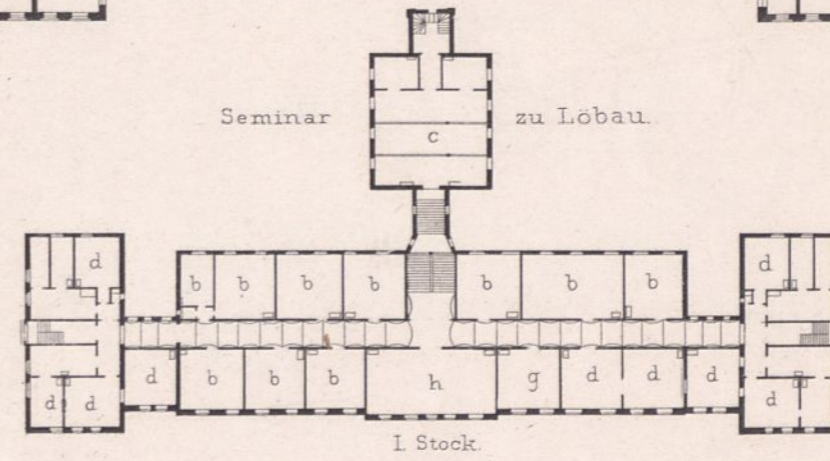 Seminar zu Löbau.
c
d d
b b b b b b b
d b b b h g d d d
d d d
I. Stock.